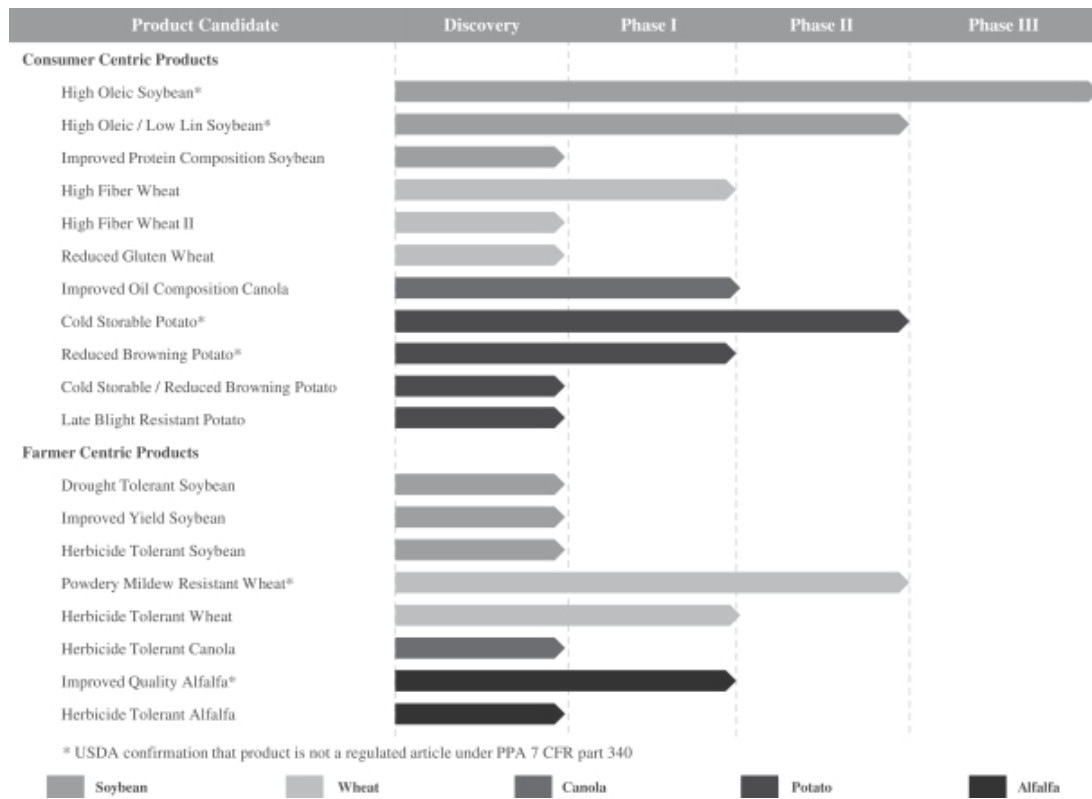 Product Candidate Discovery Phase I Phase II Phase III
Consumer Centric Products
High Oleic Soybean*
High Oleic / Low Lin Soybean*
Improved Protein Composition Soybean
High Fiber Wheat
High Fiber Wheat II
Reduced Gluten Wheat
Improved Oil Composition Canola
Cold Storable Potato*
Reduced Browning Potato*
Cold Storable / Reduced Browning Potato
Late Blight Resistant Potato
Farmer Centric Products
Drought Tolerant Soybean
Improved Yield Soybean
Herbicide Tolerant Soybean
Powdery Mildew Resistant Wheat*
Herbicide Tolerant Wheat
Herbicide Tolerant Canola
Improved Quality Alfalfa*
Herbicide Tolerant Alfalfa
* USDA confirmation that product is not a regulated article under PPA 7 CFR part 340
Soybean Wheat Canola Potato Alfalfa